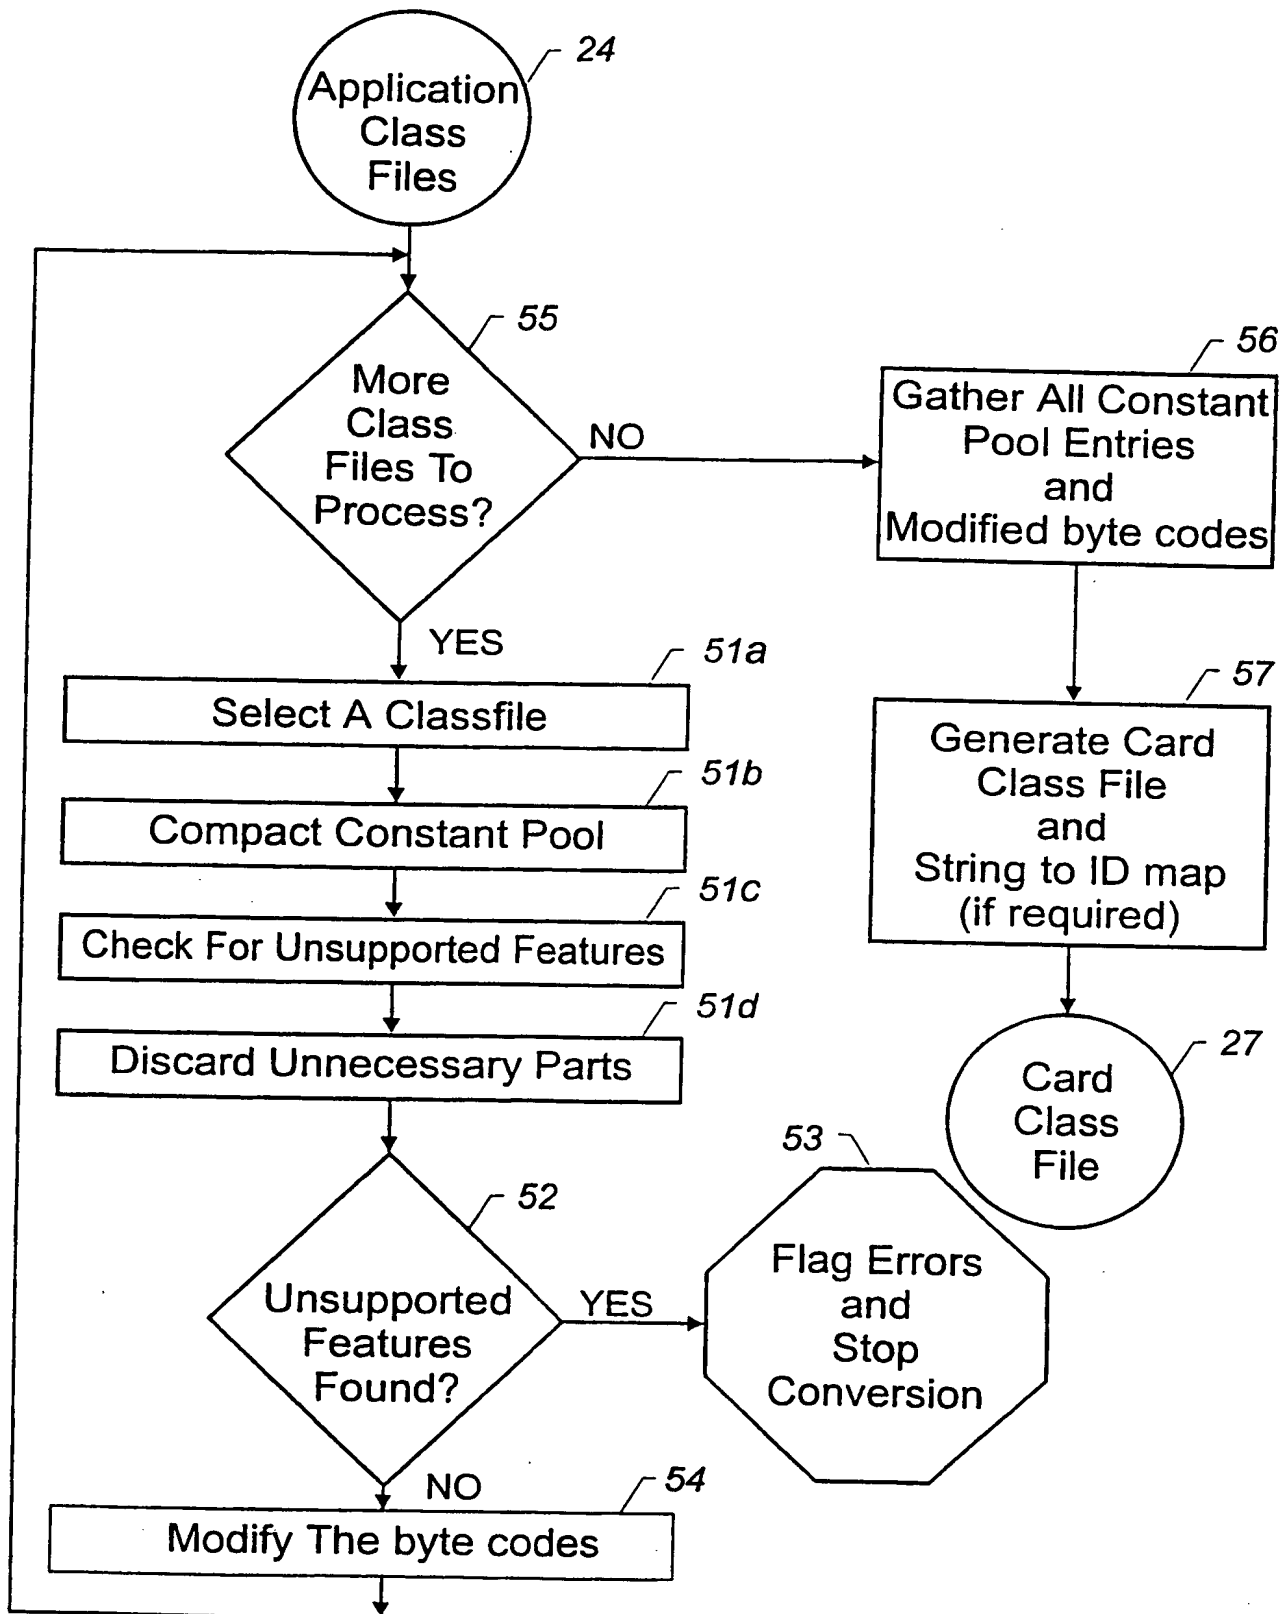 24
Application
Class
Files
55
More
Class
Files To
Process?
NO
YES
56
Gather All Constant
Pool Entries
and
Modified byte codes
51a
Select A Classfile
57
Generate Card
Class File
and
String to ID map
(if required)
51b
Compact Constant Pool
51c
Check For Unsupported Features
51d
Discard Unnecessary Parts
27
Card
Class
File
52
Unsupported
Features
Found?
YES
53
Flag Errors
and
Stop
Conversion
NO
54
Modify The byte codes